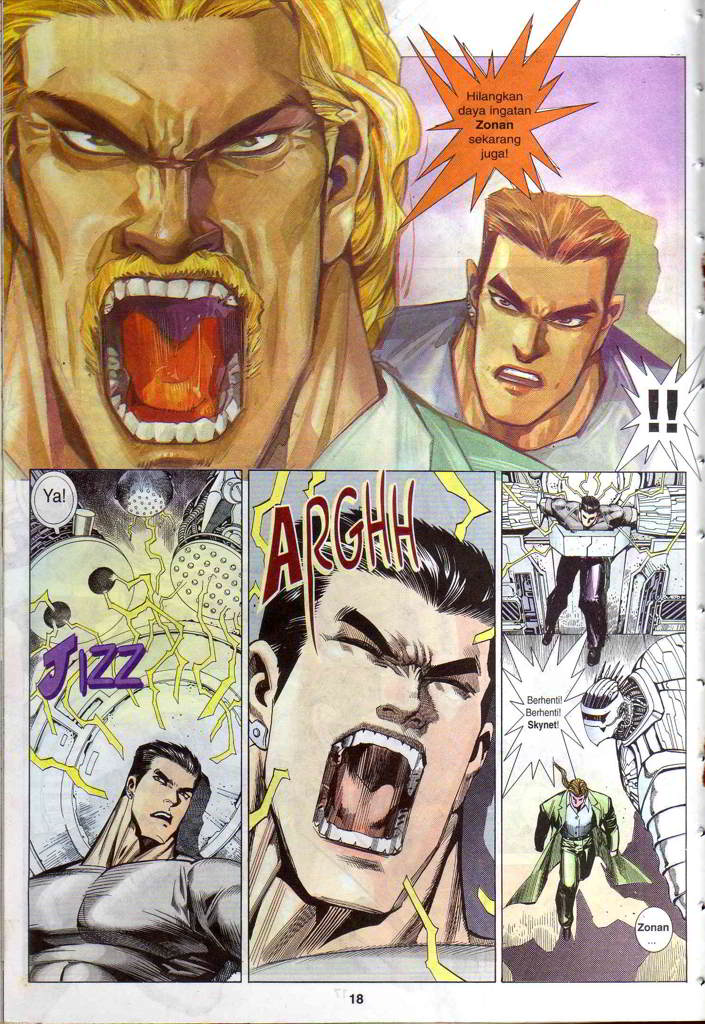 Hilangkan
daya ingatan
Zonan
sekarang
juga!
!!
Ya!
JIZZ
ARGHH
Berhenti!
Berhenti!
Skynet!
Zonan
...
18